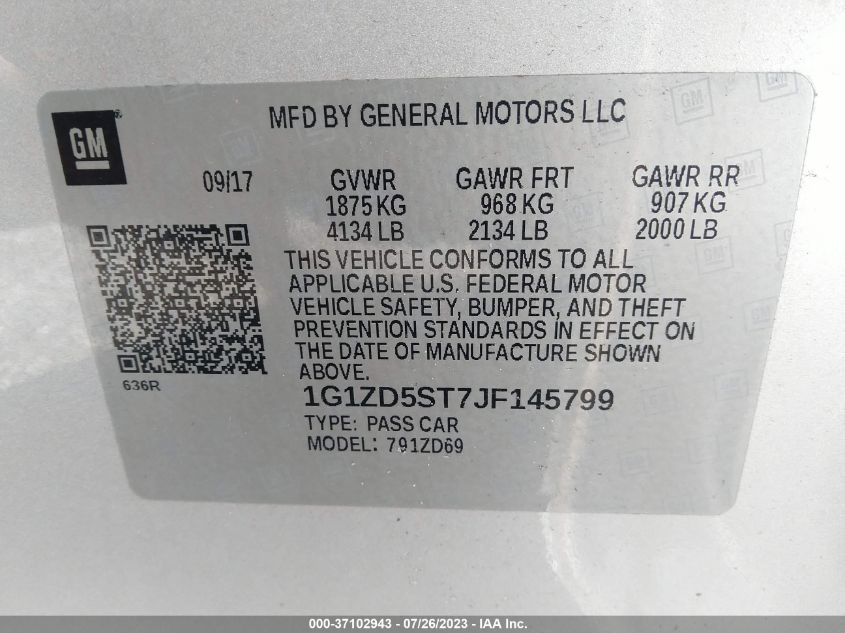 MFD BY GENERAL MOTORS LLC
GM
09/17
GVWR GAWR FRT GAWR RR
1875 KG 968 KG 907 KG
4134 LB 2134 LB 2000 LB
THIS VEHICLE CONFORMS TO ALL
APPLICABLE U.S. FEDERAL MOTOR
VEHICLE SAFETY, BUMPER, AND THEFT
PREVENTION STANDARDS IN EFFECT ON
THE DATE OF MANUFACTURE SHOWN
ABOVE.
636R
1G1ZD5ST7JF145799
TYPE: PASS CAR
MODEL: 791ZD69
000-37102943 - 07/26/2023 - IAA Inc.